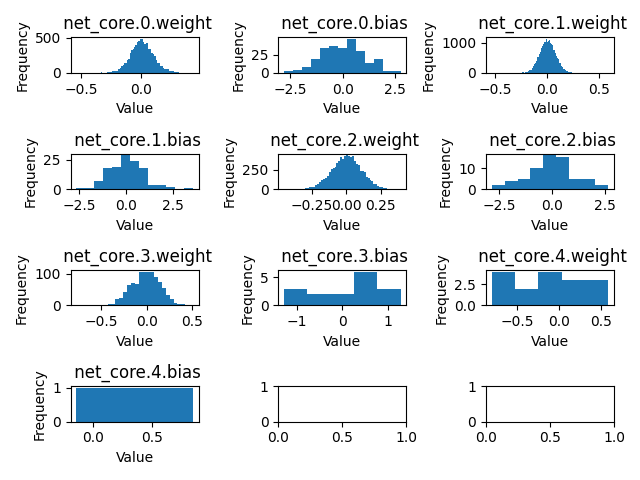 net_core.0.weight
Frequency
500
0
−0.5
0.0
Value
net_core.0.bias
Frequency
25
0
−2.5
0.0
2.5
Value
net_core.1.weight
Frequency
1000
0
−0.5
0.0
0.5
Value
net_core.1.bias
Frequency
25
0
−2.5
0.0
2.5
Value
net_core.2.weight
Frequency
250
0
−0.25
0.00
0.25
Value
net_core.2.bias
Frequency
10
0
−2.5
0.0
2.5
Value
net_core.3.weight
Frequency
100
0
−0.5
0.0
0.5
Value
net_core.3.bias
Frequency
5
0
−1
0
1
Value
net_core.4.weight
Frequency
2.5
0.0
−0.5
0.0
0.5
Value
net_core.4.bias
Frequency
1
0
0.0
0.5
Value
1
0
0.0
0.5
1.0
1
0
0.0
0.5
1.0